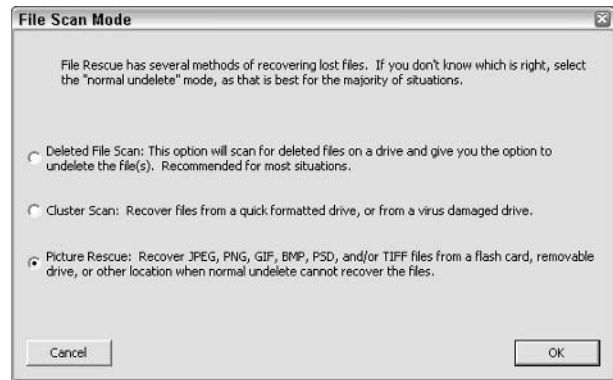 File Scan Mode
File Rescue has several methods of recovering lost files. If you don't know which is right, select
the "normal undelete" mode, as that is best for the majority of situations.
Deleted File Scan: This option will scan for deleted files on a drive and give you the option to
undelete the file(s). Recommended for most situations.
Cluster Scan: Recover files from a quick formatted drive, or from a virus damaged drive.
Picture Rescue: Recover JPEG, PNG, GIF, BMP, PSD, and/or TIFF files from a flash card, removable
drive, or other location when normal undelete cannot recover the files.
Cancel
OK